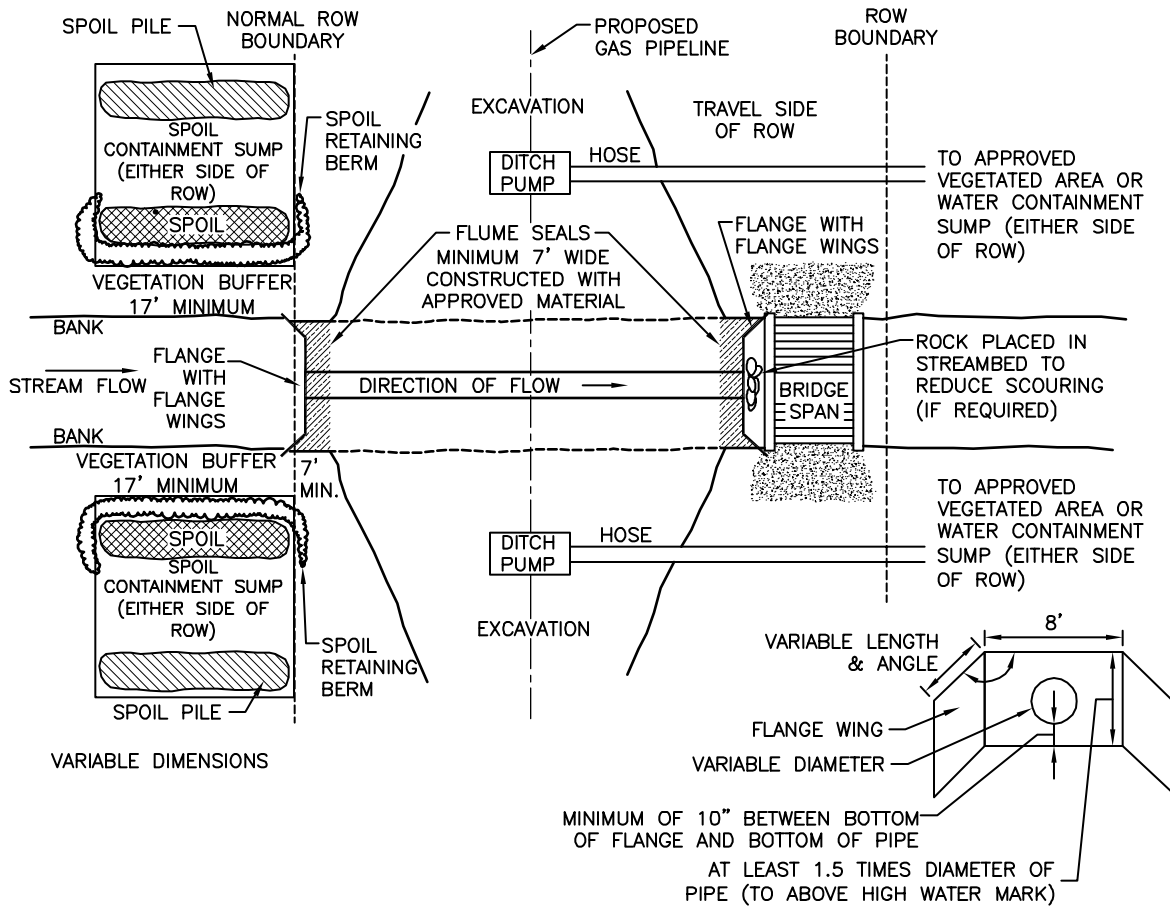 SPOIL PILE
NORMAL ROW
BOUNDARY
PROPOSED
GAS PIPELINE
ROW
BOUNDARY
EXCAVATION
TRAVEL SIDE
OF ROW
SPOIL
CONTAINMENT SUMP
(EITHER SIDE OF
ROW)
SPOIL
RETAINING
BERM
DITCH
PUMP
HOSE
TO APPROVED
VEGETATED AREA OR
WATER CONTAINMENT
SUMP (EITHER SIDE
OF ROW)
SPOIL
FLUME SEALS
MINIMUM 7' WIDE
CONSTRUCTED WITH
APPROVED MATERIAL
FLANGE WITH
FLANGE WINGS
VEGETATION BUFFER
17' MINIMUM
BANK
STREAM FLOW
FLANGE
WITH
FLANGE
WINGS
DIRECTION OF FLOW
BRIDGE
SPAN
ROCK PLACED IN
STREAMBED TO
REDUCE SCOURING
(IF REQUIRED)
BANK
VEGETATION BUFFER
17' MINIMUM
7'
MIN.
SPOIL
SPOIL
CONTAINMENT SUMP
(EITHER SIDE OF
ROW)
DITCH
PUMP
HOSE
TO APPROVED
VEGETATED AREA OR
WATER CONTAINMENT
SUMP (EITHER SIDE
OF ROW)
EXCAVATION
SPOIL
RETAINING
BERM
SPOIL PILE
VARIABLE DIMENSIONS
VARIABLE LENGTH
& ANGLE
8'
FLANGE WING
VARIABLE DIAMETER
MINIMUM OF 10" BETWEEN BOTTOM
OF FLANGE AND BOTTOM OF PIPE
AT LEAST 1.5 TIMES DIAMETER OF
PIPE (TO ABOVE HIGH WATER MARK)